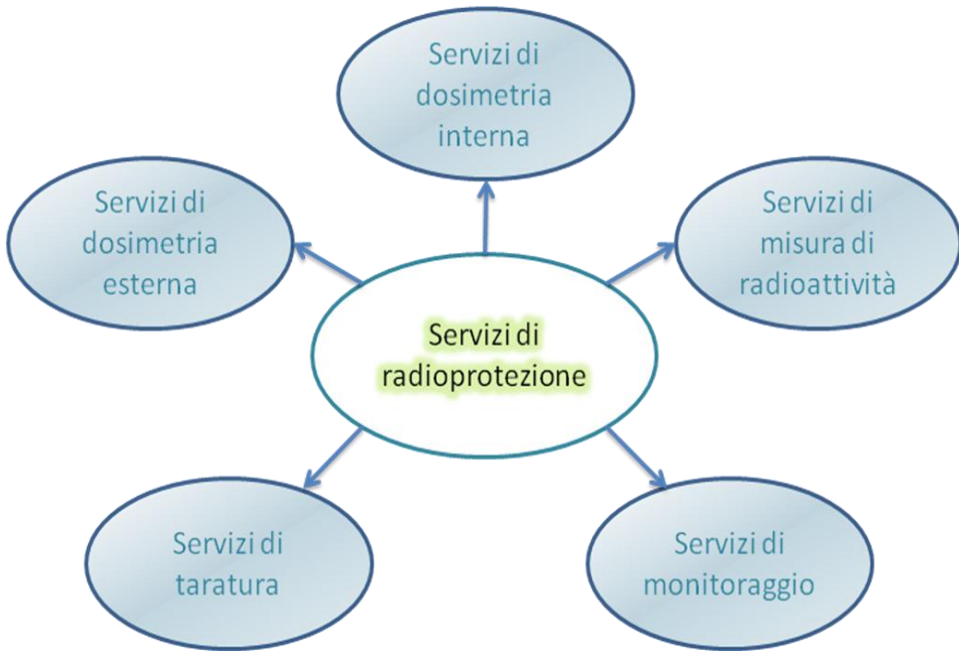 Servizi di
dosimetria
interna
Servizi di
dosimetria
esterna
Servizi di
misura di
radioattività
Servizi di
radioprotezione
Servizi di
taratura
Servizi di
monitoraggio